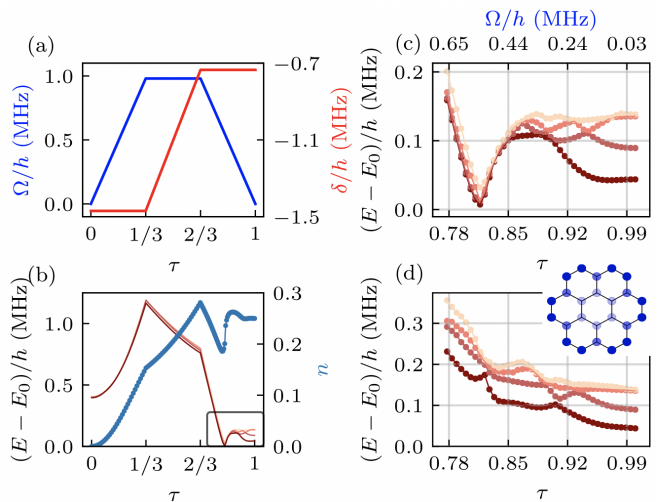 (a)
1.0
0.5
0.0
Ω/h (MHz)
−0.7
−1.1
−1.5
δ/h (MHz)
0
1/3
2/3
1
τ
(b)
1.0
0.5
0.0
(E − E₀)/h (MHz)
0.3
0.2
0.1
0.0
n
0
1/3
2/3
1
τ
Ω/h (MHz)
(c)
0.65
0.44
0.24
0.03
0.2
0.1
0.0
(E − E₀)/h (MHz)
0.78
0.85
0.92
0.99
τ
(d)
0.3
0.2
0.1
0.0
(E − E₀)/h (MHz)
0.78
0.85
0.92
0.99
τ